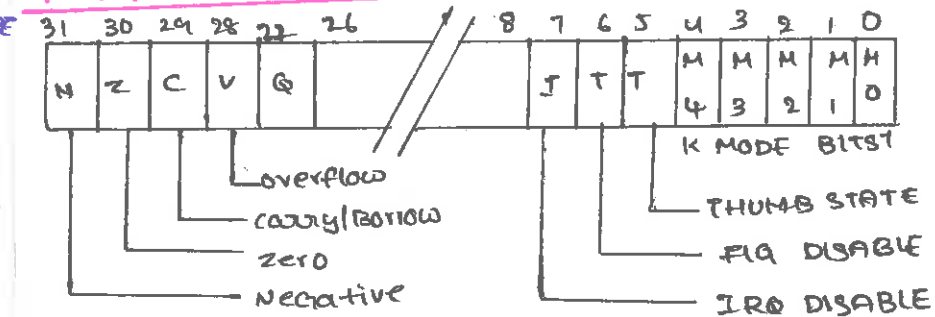 31 30 29 28 27 26 8 7 6 5 4 3 2 1 0
N Z C V Q I T T M M M M M
4 3 2 1 0
K MODE BITS7
overflow
carry/Borrow
THUMB STATE
zero
FIQ DISABLE
Negative
IRQ DISABLE